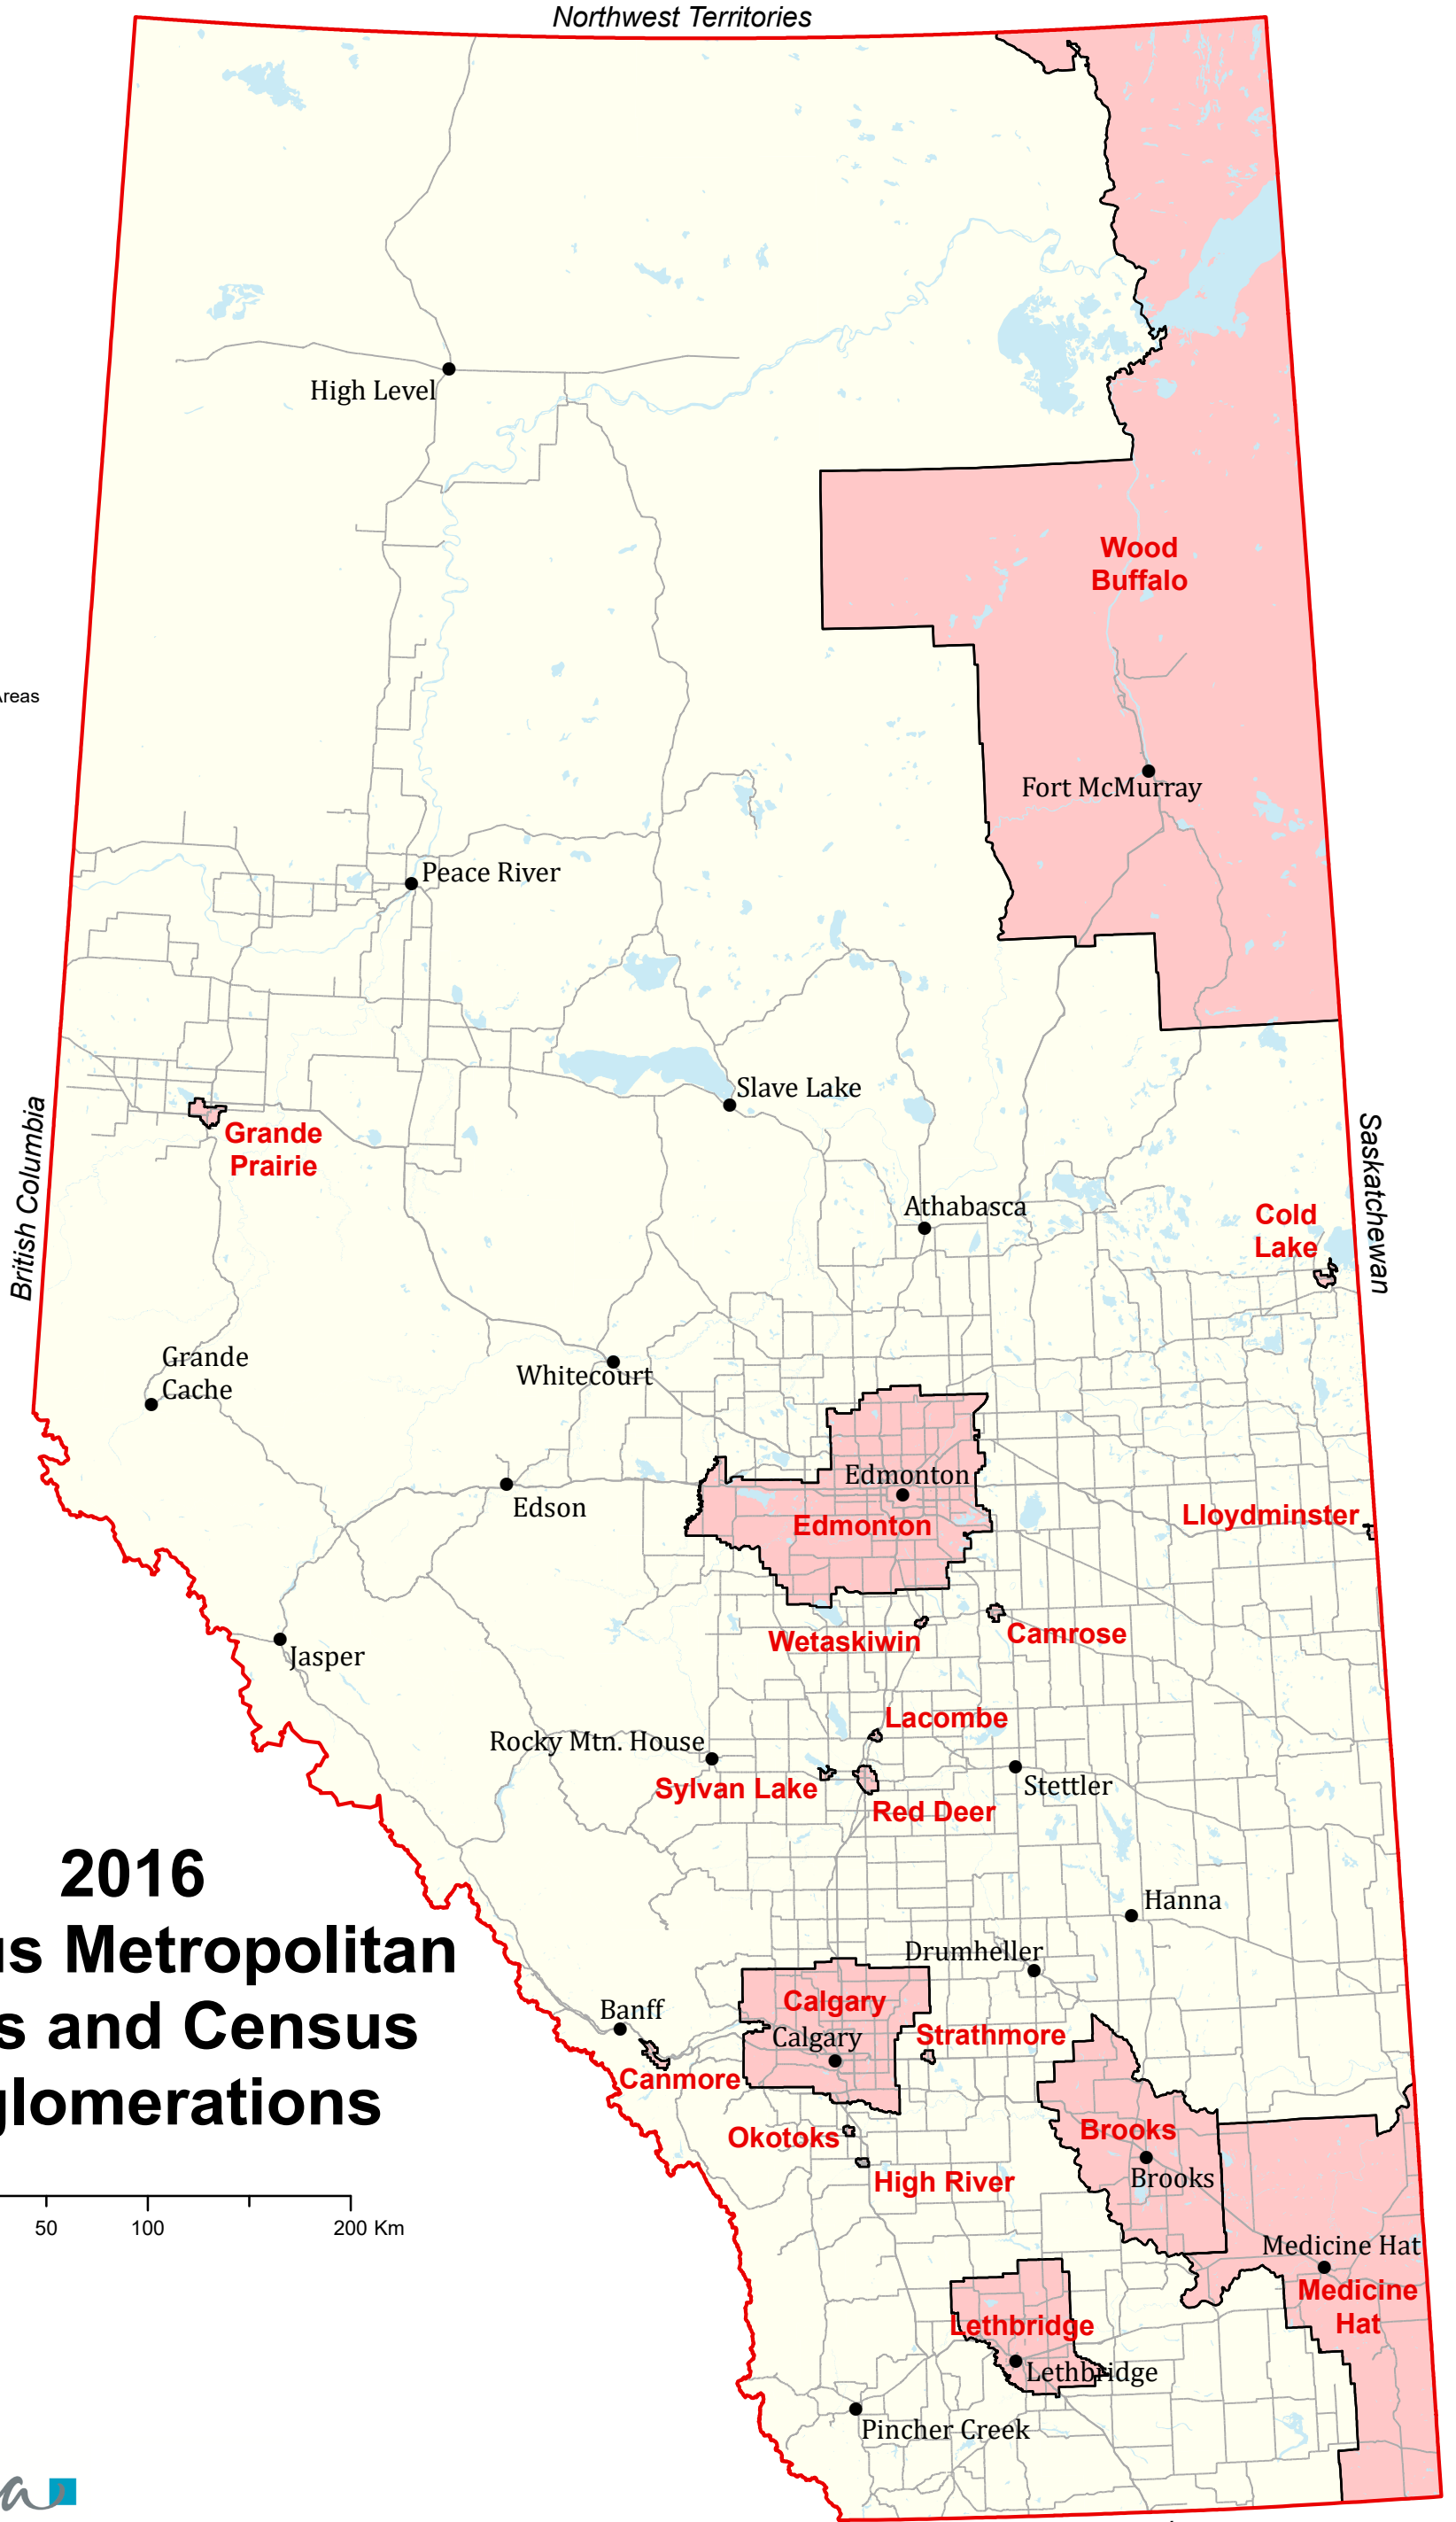 Northwest Territories
High Level
Wood
Buffalo
Areas
Fort McMurray
Peace River
Slave Lake
British Columbia
Grande
Prairie
Saskatchewan
Athabasca
Cold
Lake
Grande
Cache
Whitecourt
Edmonton
Edson
Lloydminster
Edmonton
Wetaskiwin
Camrose
Jasper
Lacombe
Rocky Mtn. House
Sylvan Lake
Stettler
Red Deer
2016
us Metropolitan
s and Census
glomerations
Hanna
Drumheller
Calgary
Banff
Calgary
Strathmore
Canmore
Brooks
Okotoks
Brooks
High River
50 100 200 Km
Medicine Hat
Medicine
Hat
Lethbridge
Lethbridge
Pincher Creek
a